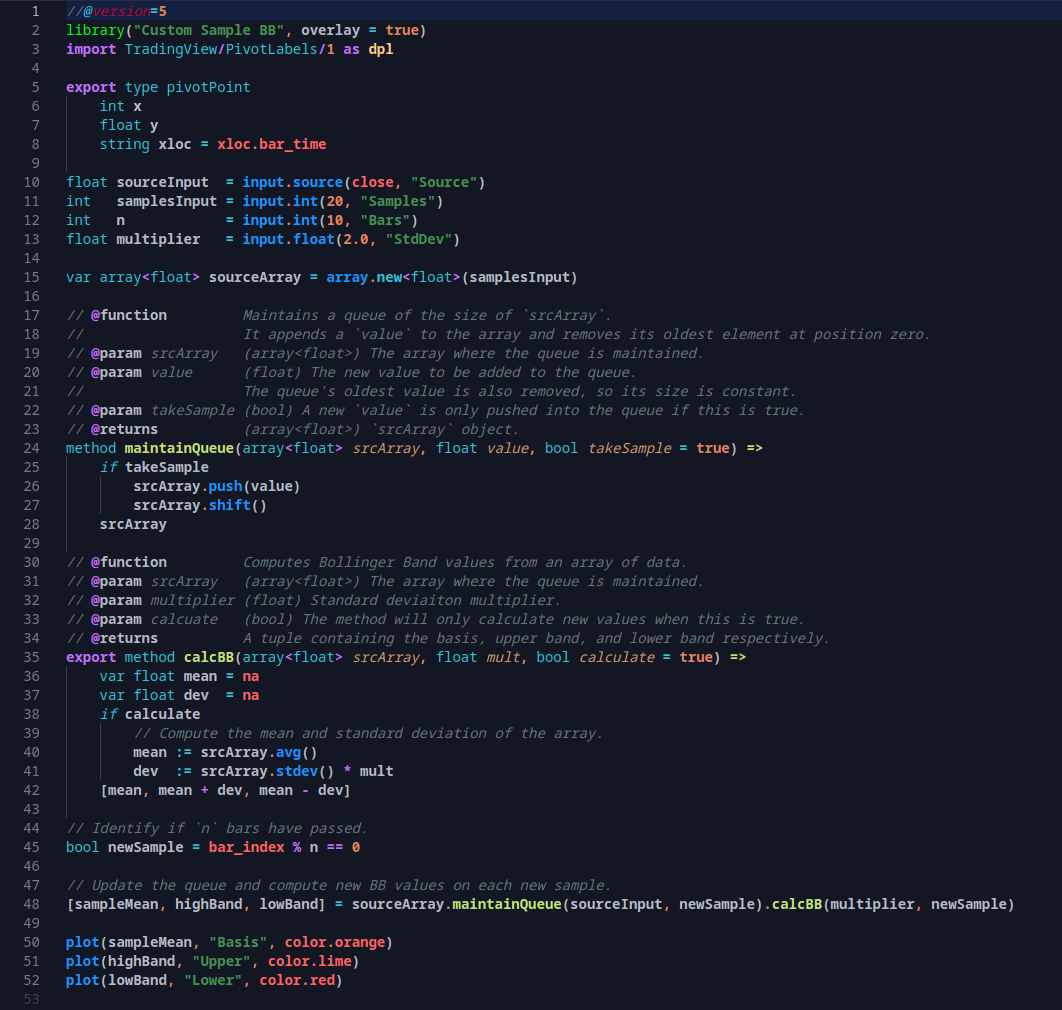 1 //@version=5
2 library("Custom Sample BB", overlay = true)
3 import TradingView/PivotLabels/1 as dpl
4
5 export type pivotPoint
6     int x
7     float y
8     string xloc = xloc.bar_time
9
10 float sourceInput  = input.source(close, "Source")
11 int   samplesInput = input.int(20, "Samples")
12 int   n            = input.int(10, "Bars")
13 float multiplier   = input.float(2.0, "StdDev")
14
15 var array<float> sourceArray = array.new<float>(samplesInput)
16
17 // @function         Maintains a queue of the size of `srcArray`.
18 //                   It appends a `value` to the array and removes its oldest element at position zero.
19 // @param srcArray   (array<float>) The array where the queue is maintained.
20 // @param value      (float) The new value to be added to the queue.
21 //                   The queue's oldest value is also removed, so its size is constant.
22 // @param takeSample (bool) A new `value` is only pushed into the queue if this is true.
23 // @returns          (array<float>) `srcArray` object.
24 method maintainQueue(array<float> srcArray, float value, bool takeSample = true) =>
25     if takeSample
26         srcArray.push(value)
27         srcArray.shift()
28     srcArray
29
30 // @function         Computes Bollinger Band values from an array of data.
31 // @param srcArray   (array<float>) The array where the queue is maintained.
32 // @param multiplier (float) Standard deviaiton multiplier.
33 // @param calcuate   (bool) The method will only calculate new values when this is true.
34 // @returns          A tuple containing the basis, upper band, and lower band respectively.
35 export method calcBB(array<float> srcArray, float mult, bool calculate = true) =>
36     var float mean = na
37     var float dev  = na
38     if calculate
39         // Compute the mean and standard deviation of the array.
40         mean := srcArray.avg()
41         dev  := srcArray.stdev() * mult
42     [mean, mean + dev, mean - dev]
43
44 // Identify if `n` bars have passed.
45 bool newSample = bar_index % n == 0
46
47 // Update the queue and compute new BB values on each new sample.
48 [sampleMean, highBand, lowBand] = sourceArray.maintainQueue(sourceInput, newSample).calcBB(multiplier, newSample)
49
50 plot(sampleMean, "Basis", color.orange)
51 plot(highBand, "Upper", color.lime)
52 plot(lowBand, "Lower", color.red)
53